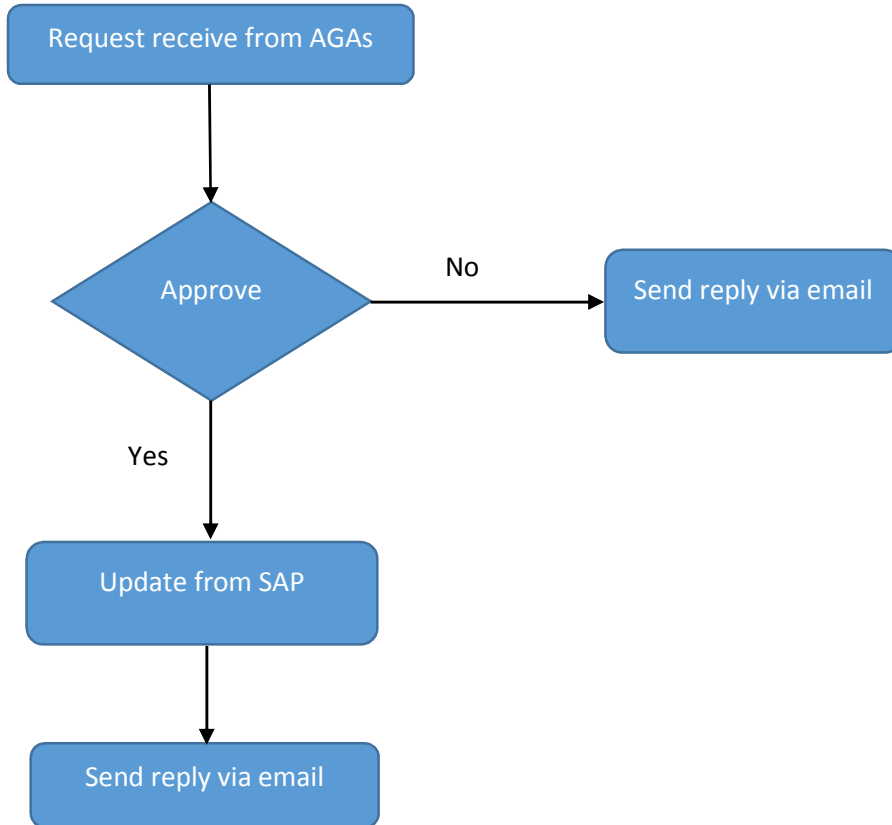 Request receive from AGAs
Approve
No
Send reply via email
Yes
Update from SAP
Send reply via email